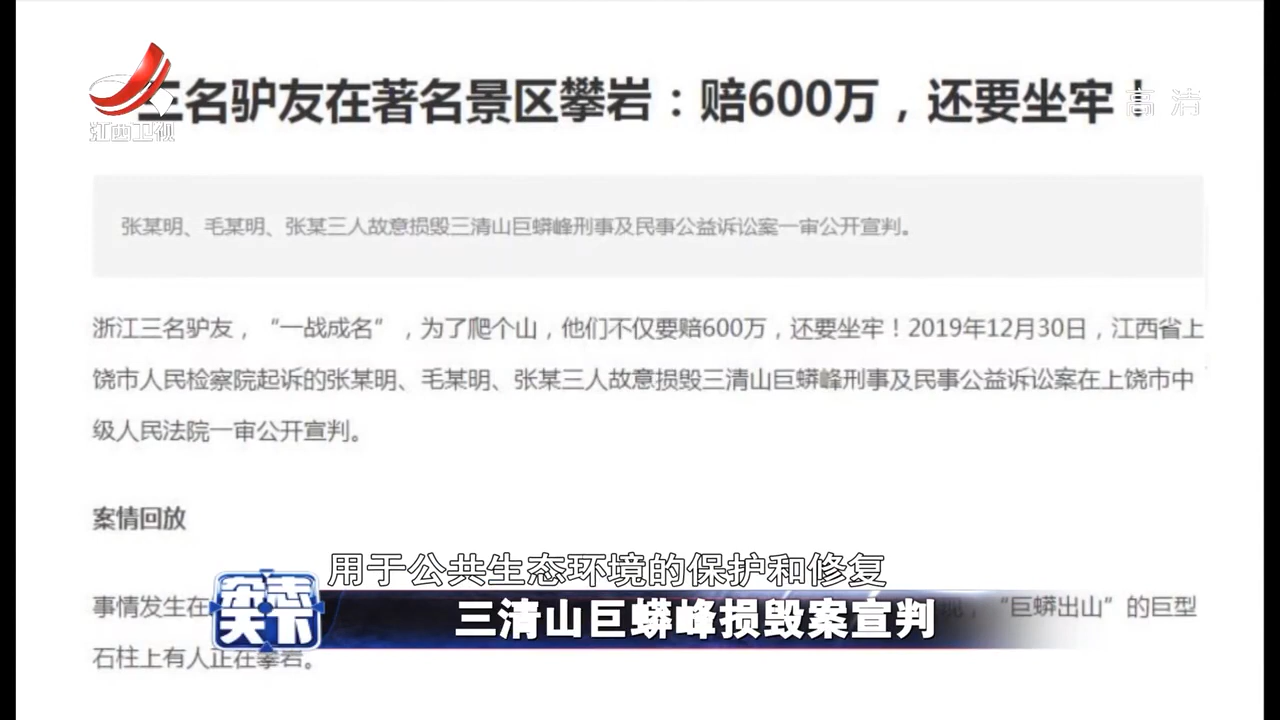 三名驴友在著名景区攀岩：赔600万，还要坐牢！
江西卫视
高清
张某明、毛某明、张某三人故意损毁三清山巨蟒峰刑事及民事公益诉讼案一审公开宣判。
浙江三名驴友，“一战成名”，为了爬个山，他们不仅要赔600万，还要坐牢！2019年12月30日，江西省上
饶市人民检察院起诉的张某明、毛某明、张某三人故意损毁三清山巨蟒峰刑事及民事公益诉讼案在上饶市中
级人民法院一审公开宣判。
案情回放
用于公共生态环境的保护和修复
杂志
天下
三清山巨蟒峰损毁案宣判
事情发生在
现，“巨蟒出山”的巨型
石柱上有人正在攀岩。